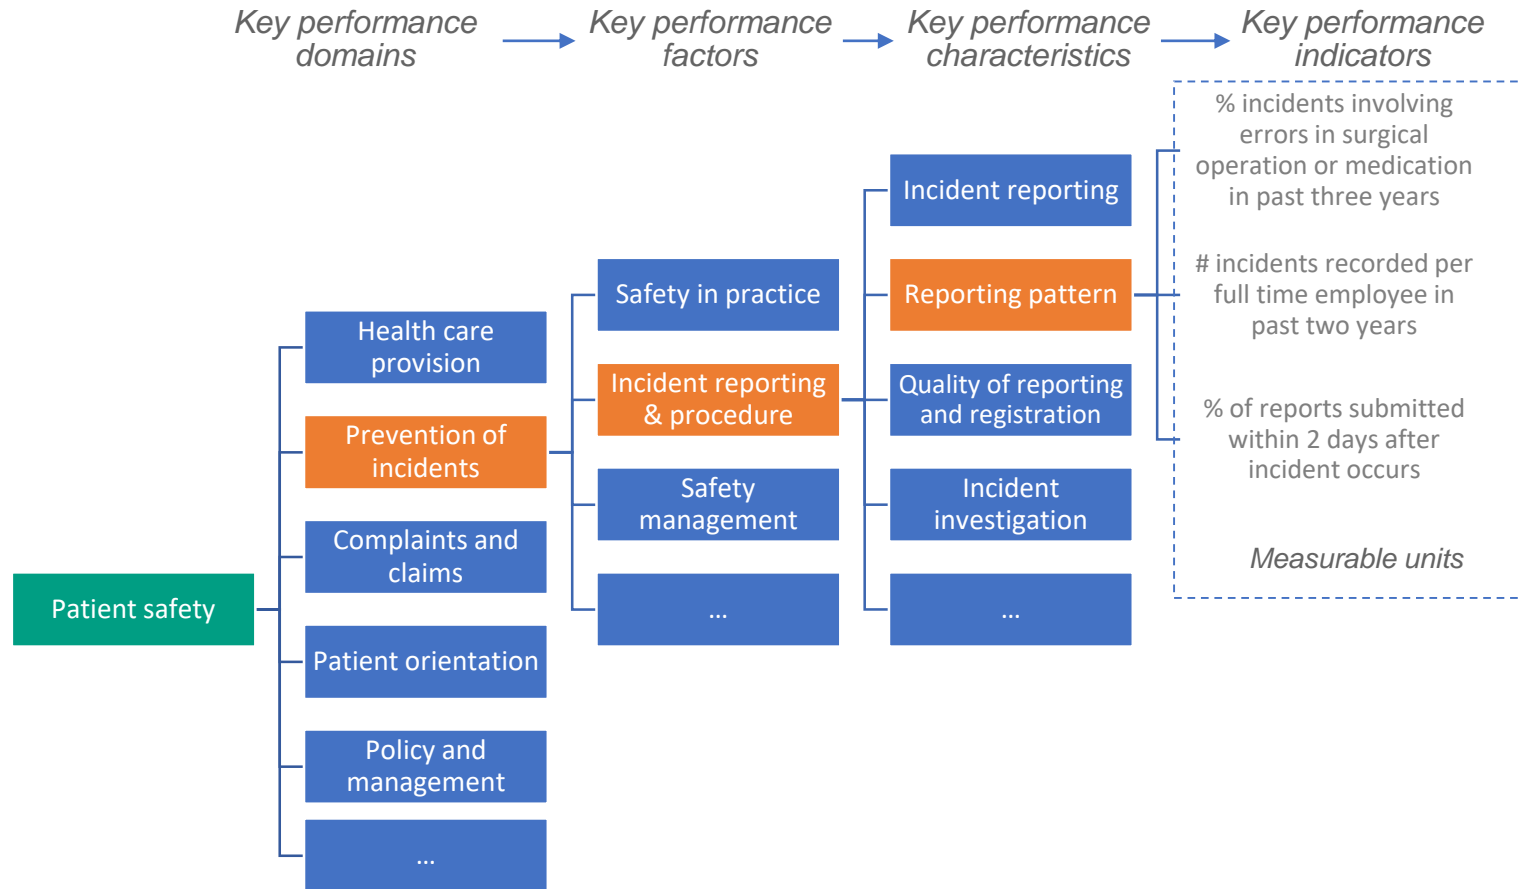 Key performance
domains
Key performance
factors
Key performance
characteristics
Key performance
indicators
Patient safety
Health care
provision
Prevention of
incidents
Complaints and
claims
Patient orientation
Policy and
management
...
Safety in practice
Incident reporting
& procedure
Safety
management
...
Incident reporting
Reporting pattern
Quality of reporting
and registration
Incident
investigation
...
% incidents involving
errors in surgical
operation or medication
in past three years
# incidents recorded per
full time employee in
past two years
% of reports submitted
within 2 days after
incident occurs
Measurable units